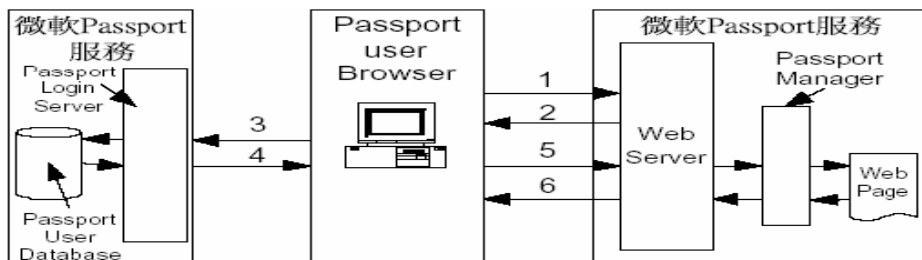 微軟Passport
服務
Passport
Login
Server
Passport
User
Database
3
4
Passport
user
Browser
1
2
5
6
微軟Passport服務
Passport
Manager
Web
Server
Web
Page